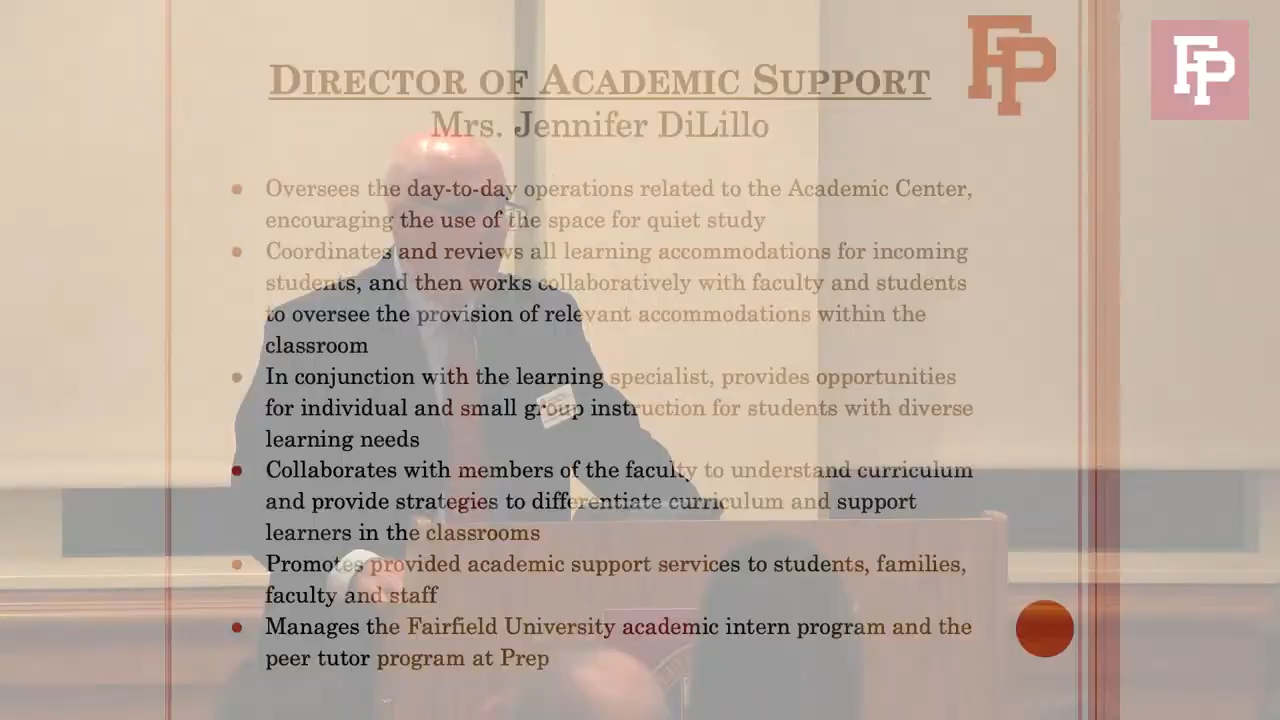 FP
FP
DIRECTOR OF ACADEMIC SUPPORT
Mrs. Jennifer DiLillo
• Oversees the day-to-day operations related to the Academic Center,
encouraging the use of the space for quiet study
• Coordinates and reviews all learning accommodations for incoming
students, and then works collaboratively with faculty and students
to oversee the provision of relevant accommodations within the
classroom
• In conjunction with the learning specialist, provides opportunities
for individual and small group instruction for students with diverse
learning needs
• Collaborates with members of the faculty to understand curriculum
and provide strategies to differentiate curriculum and support
learners in the classrooms
• Promotes provided academic support services to students, families,
faculty and staff
• Manages the Fairfield University academic intern program and the
peer tutor program at Prep